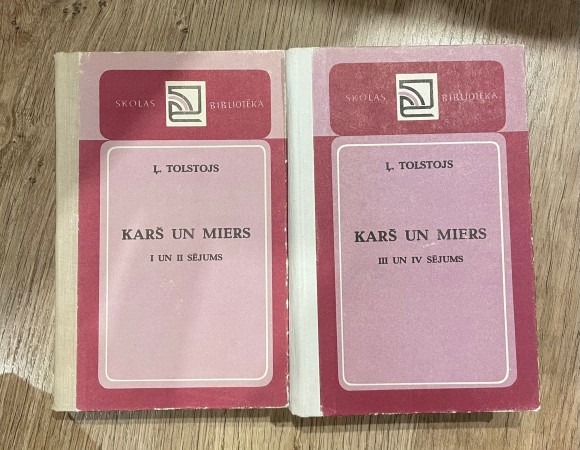 SKOLAS BIBLIOTĒKA
Ļ. TOLSTOJS
KARŠ UN MIERS
I UN II SĒJUMS
SKOLAS BIBLIOTĒKA
Ļ. TOLSTOJS
KARŠ UN MIERS
III UN IV SĒJUMS